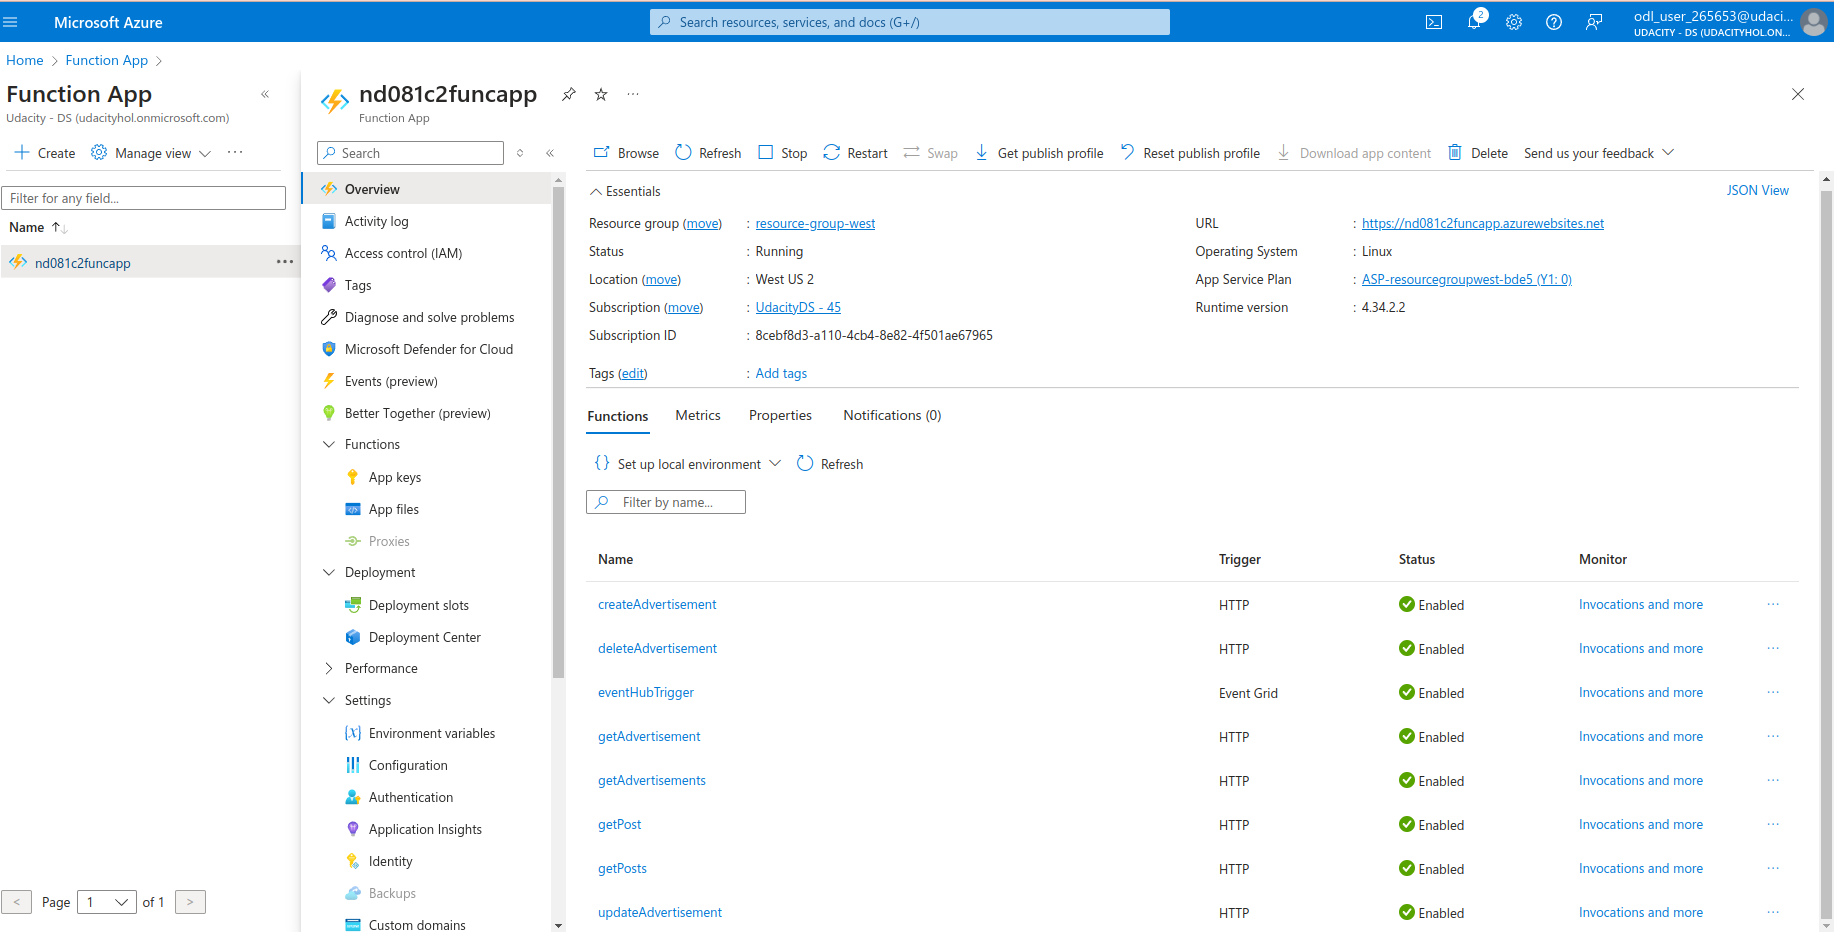 Microsoft Azure
Search resources, services, and docs (G+/)
2
odl_user_265653@udaci...
UDACITY - DS (UDACITYHOL.ON...
Home > Function App >
Function App
Udacity - DS (udacityhol.onmicrosoft.com)
Create
Manage view
Filter for any field...
Name
nd081c2funcapp
< Page 1 of 1 >
nd081c2funcapp
Function App
Search
Overview
Activity log
Access control (IAM)
Tags
Diagnose and solve problems
Microsoft Defender for Cloud
Events (preview)
Better Together (preview)
Functions
App keys
App files
Proxies
Deployment
Deployment slots
Deployment Center
Performance
Settings
Environment variables
Configuration
Authentication
Application Insights
Identity
Backups
Custom domains
Browse Refresh Stop Restart Swap Get publish profile Reset publish profile Download app content Delete Send us your feedback
Essentials
JSON View
Resource group (move) : resource-group-west
Status : Running
Location (move) : West US 2
Subscription (move) : UdacityDS - 45
Subscription ID : 8cebf8d3-a110-4cb4-8e82-4f501ae67965
Tags (edit) : Add tags
URL : https://nd081c2funcapp.azurewebsites.net
Operating System : Linux
App Service Plan : ASP-resourcegroupwest-bde5 (Y1: 0)
Runtime version : 4.34.2.2
Functions Metrics Properties Notifications (0)
Set up local environment Refresh
Filter by name...
Name Trigger Status Monitor
createAdvertisement HTTP Enabled Invocations and more ...
deleteAdvertisement HTTP Enabled Invocations and more ...
eventHubTrigger Event Grid Enabled Invocations and more ...
getAdvertisement HTTP Enabled Invocations and more ...
getAdvertisements HTTP Enabled Invocations and more ...
getPost HTTP Enabled Invocations and more ...
getPosts HTTP Enabled Invocations and more ...
updateAdvertisement HTTP Enabled Invocations and more ...